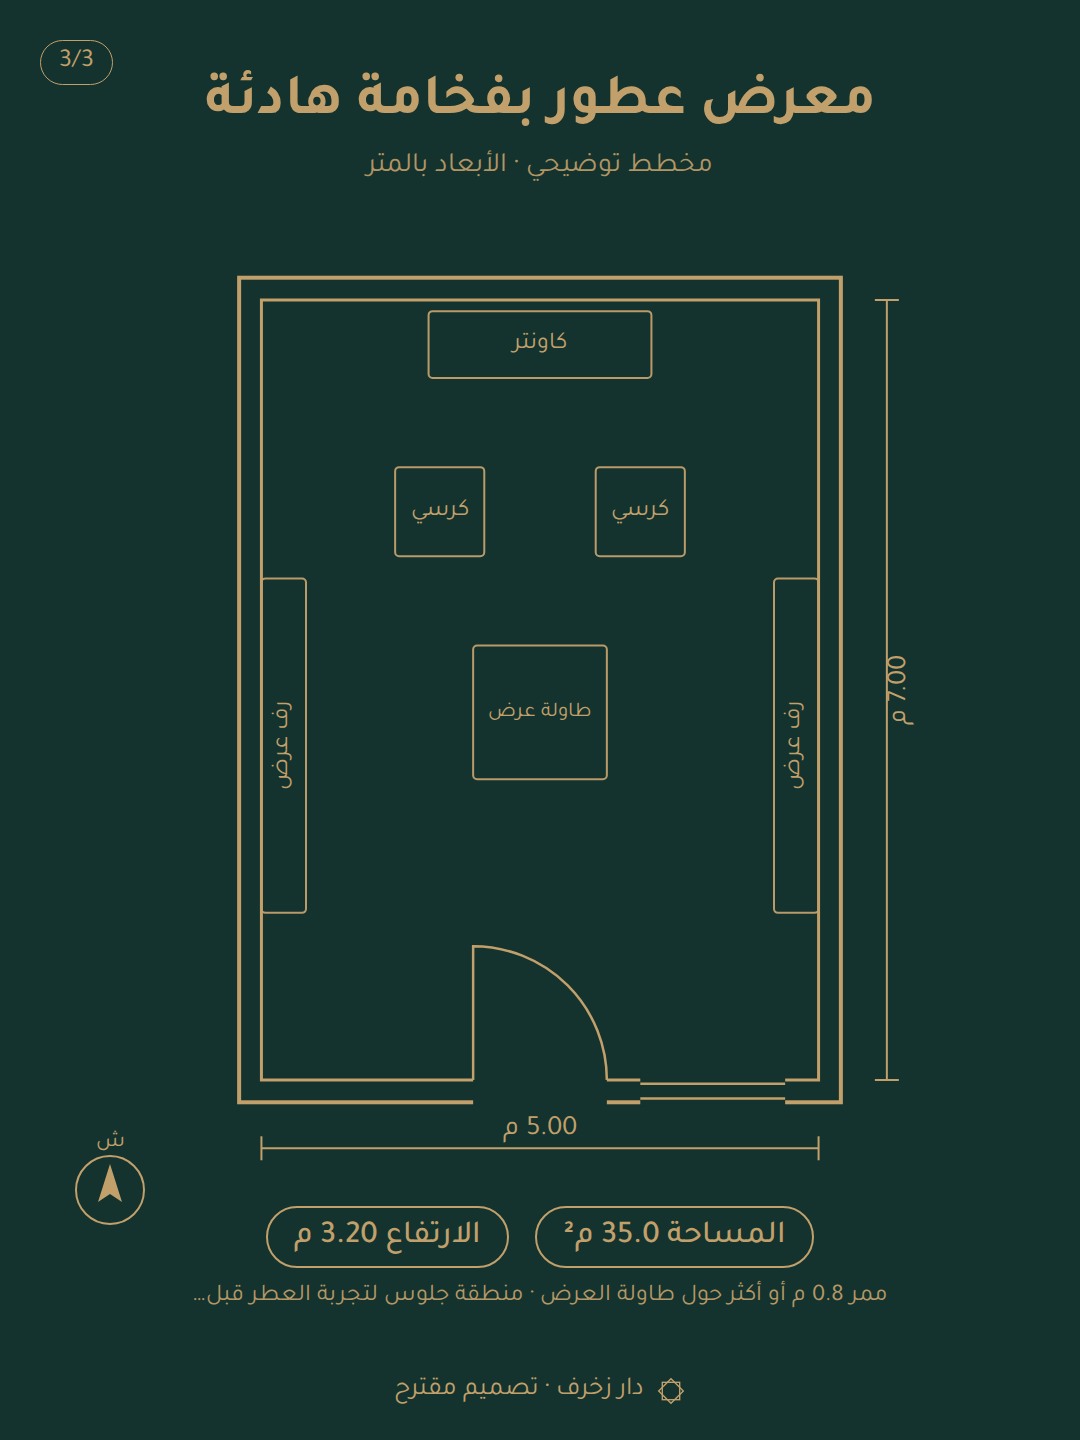 3/3
معرض عطور بفخامة هادئة
مخطط توضيحي · الأبعاد بالمتر
كاونتر
كرسي
كرسي
رف عرض
طاولة عرض
رف عرض
7.00 م
5.00 م
ش
المساحة 35.0 م²
الارتفاع 3.20 م
ممر 0.8 م أو أكثر حول طاولة العرض · منطقة جلوس لتجربة العطر قبل...
دار زخرف · تصميم مقترح